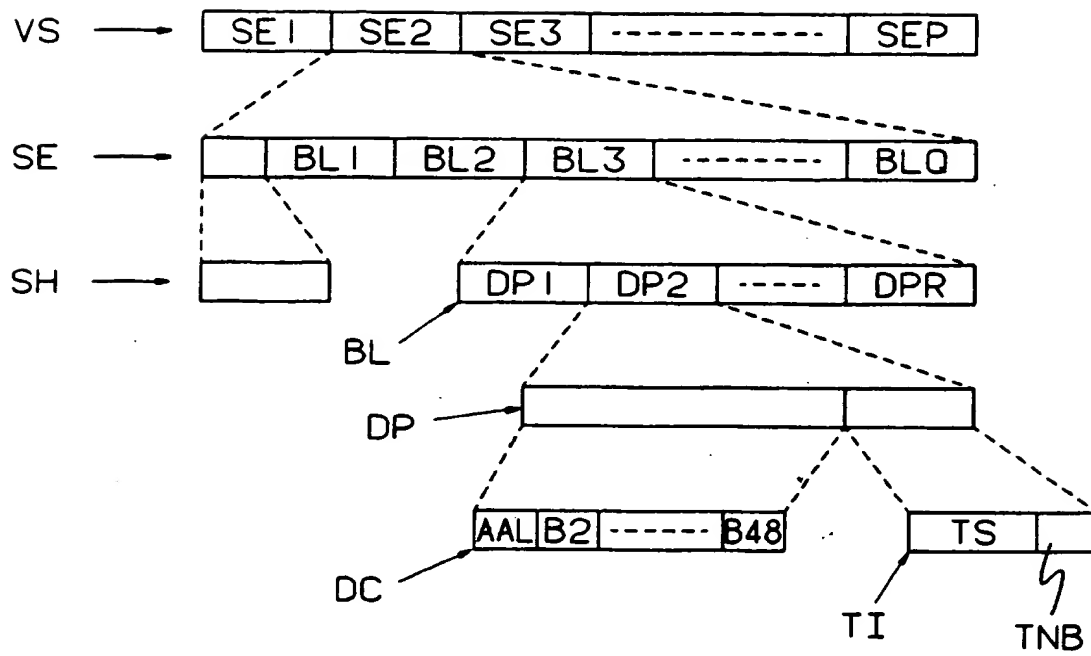 VS SE1 SE2 SE3 SEP
SE BL1 BL2 BL3 BLQ
SH DP1 DP2 DPR
BL
DP
AAL B2 B48 TS
DC
TI
TNB